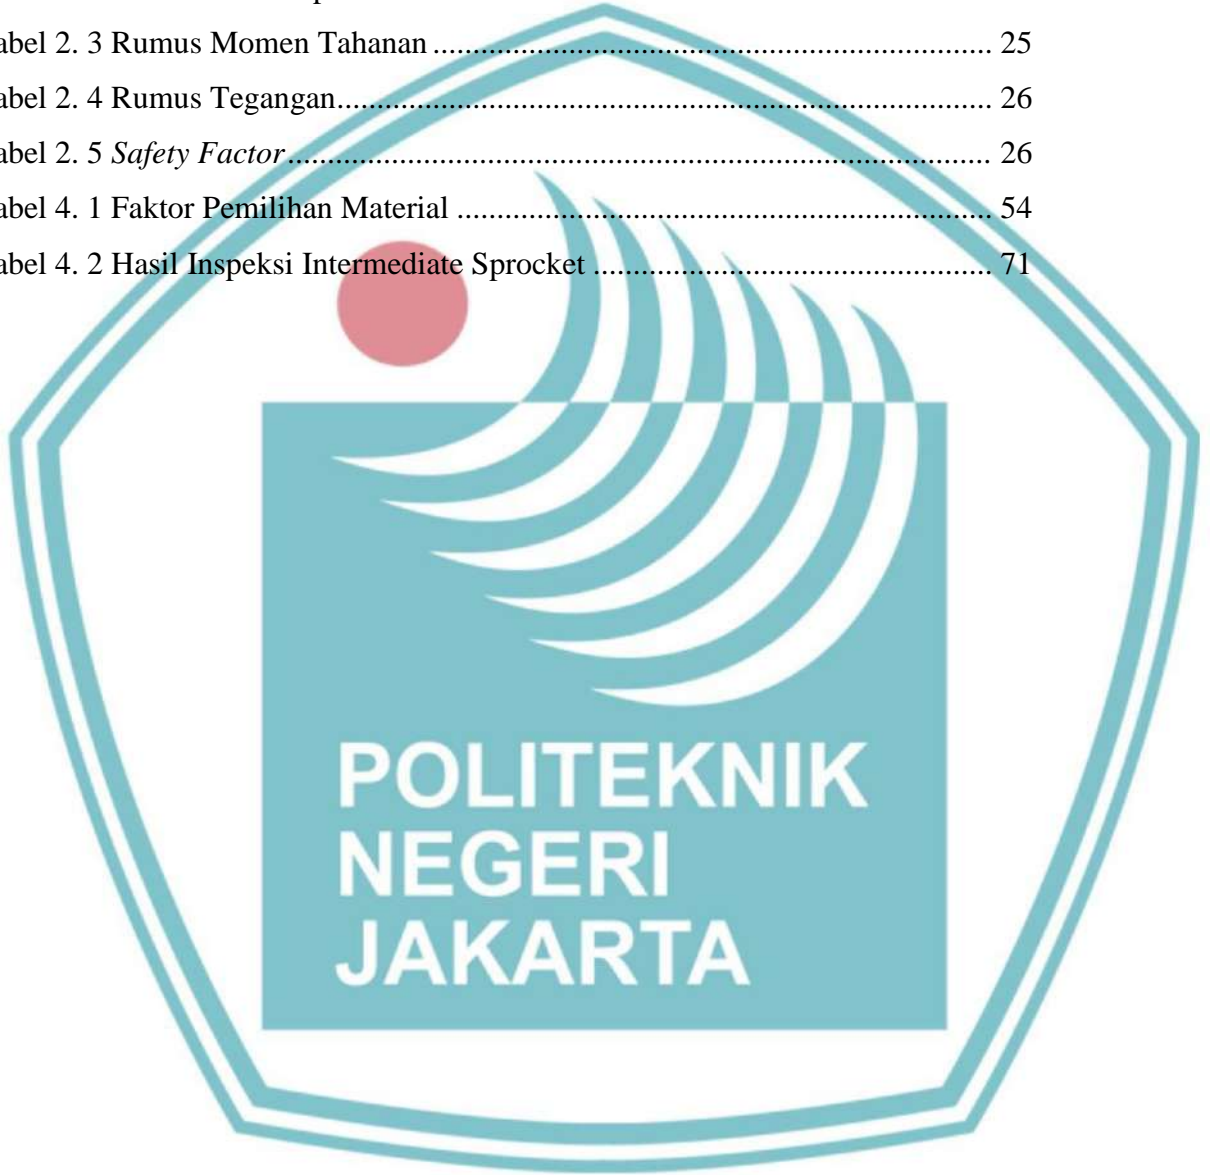 abel 2. 3 Rumus Momen Tahanan ..................................................................... 25
abel 2. 4 Rumus Tegangan................................................................................. 26
abel 2. 5 Safety Factor....................................................................................... 26
abel 4. 1 Faktor Pemilihan Material .................................................................. 54
abel 4. 2 Hasil Inspeksi Intermediate Sprocket ................................................. 71
POLITEKNIK
NEGERI
JAKARTA